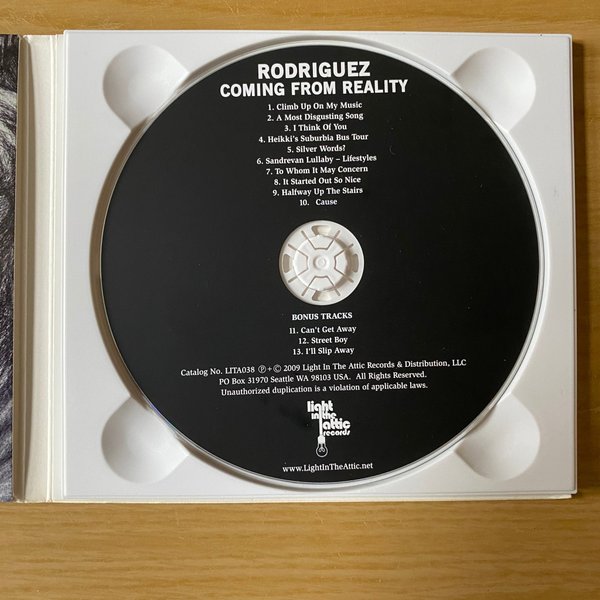 RODRIGUEZ
COMING FROM REALITY
1. Climb Up On My Music
2. A Most Disgusting Song
3. I Think Of You
4. Heikki's Suburbia Bus Tour
5. Silver Words?
6. Sandrevan Lullaby – Lifestyles
7. To Whom It May Concern
8. It Started Out So Nice
9. Halfway Up The Stairs
10. Cause
BONUS TRACKS
11. Can't Get Away
12. Street Boy
13. I'll Slip Away
Catalog No. LITA038 ℗ + © 2009 Light In The Attic Records & Distribution, LLC
PO Box 31970 Seattle WA 98103 USA. All Rights Reserved.
Unauthorized duplication is a violation of applicable laws.
light
in the
attic
records
www.LightInTheAttic.net